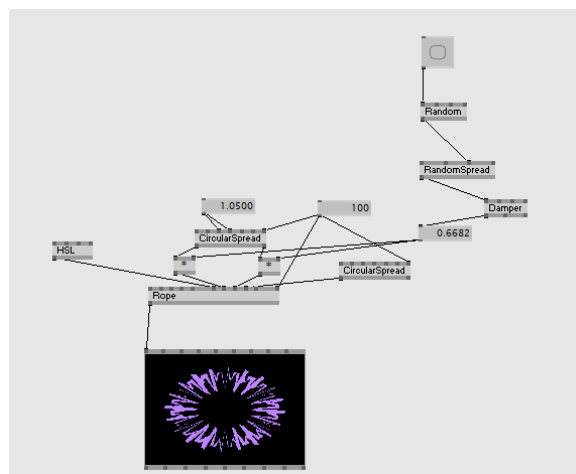 Random
RandomSpread
1.0500
100
Damper
0.6682
CircularSpread
HSL
*
*
CircularSpread
Rope